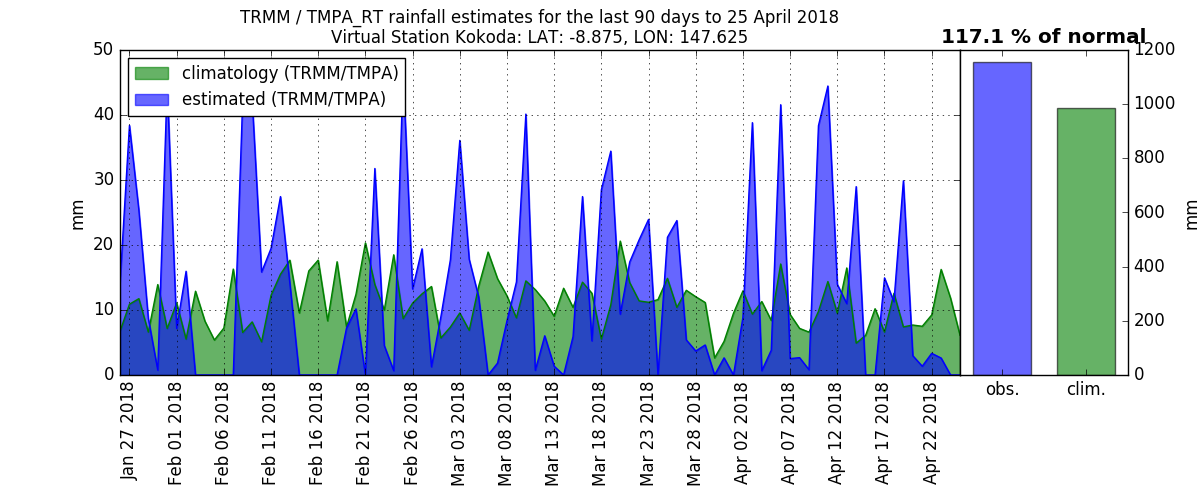 TRMM / TMPA_RT rainfall estimates for the last 90 days to 25 April 2018
Virtual Station Kokoda: LAT: -8.875, LON: 147.625
117.1 % of normal
climatology (TRMM/TMPA)
estimated (TRMM/TMPA)
mm
50
40
30
20
10
0
Jan 27 2018
Feb 01 2018
Feb 06 2018
Feb 11 2018
Feb 16 2018
Feb 21 2018
Feb 26 2018
Mar 03 2018
Mar 08 2018
Mar 13 2018
Mar 18 2018
Mar 23 2018
Mar 28 2018
Apr 02 2018
Apr 07 2018
Apr 12 2018
Apr 17 2018
Apr 22 2018
obs.
clim.
1200
1000
800
600
400
200
0
mm